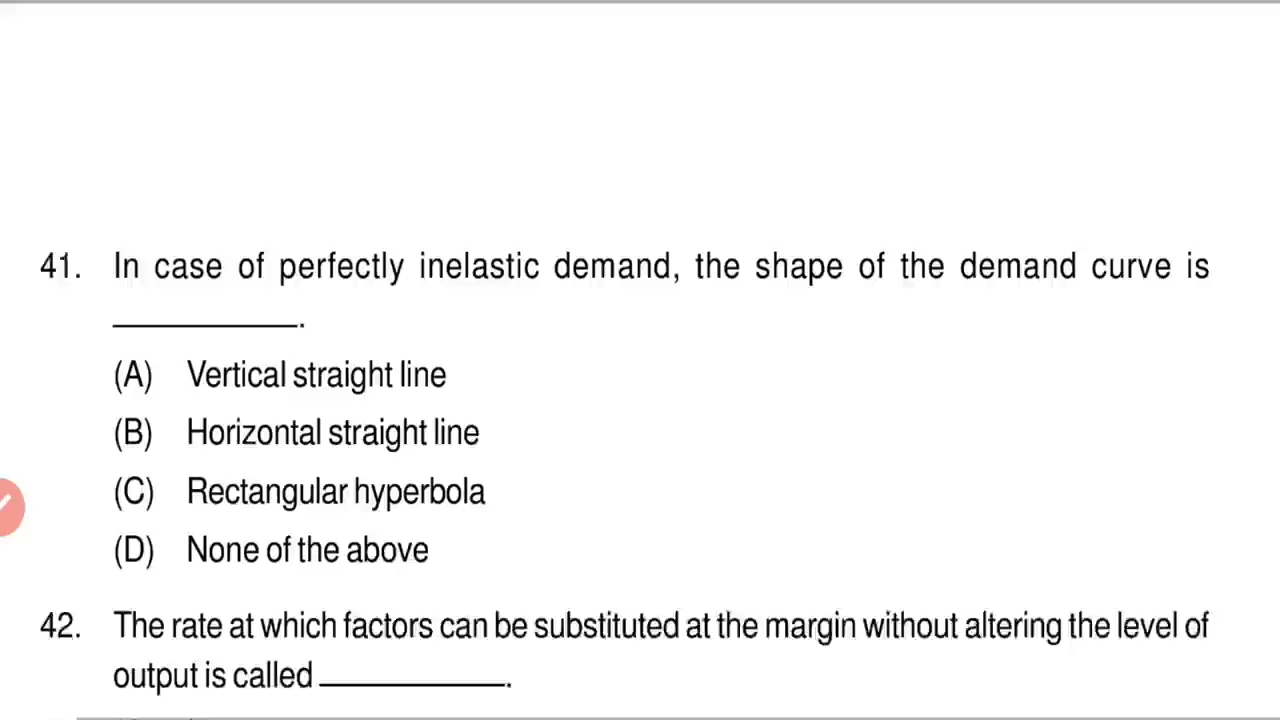 41. In case of perfectly inelastic demand, the shape of the demand curve is
____________.
(A) Vertical straight line
(B) Horizontal straight line
(C) Rectangular hyperbola
(D) None of the above
42. The rate at which factors can be substituted at the margin without altering the level of
output is called ____________.